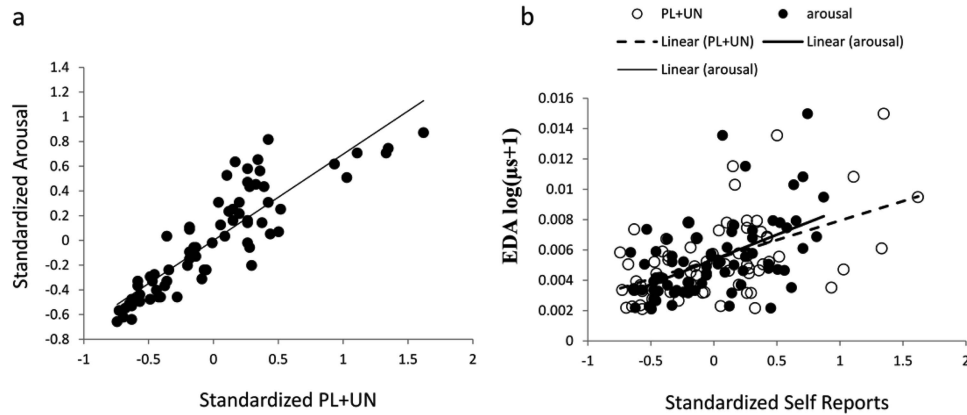 a
Standardized Arousal
1.4
1.2
1
0.8
0.6
0.4
0.2
0
-0.2
-0.4
-0.6
-0.8
-1 -0.5 0 0.5 1 1.5 2
Standardized PL+UN
b
PL+UN arousal
Linear (PL+UN) Linear (arousal)
Linear (arousal)
EDA log(µs+1)
0.016
0.014
0.012
0.01
0.008
0.006
0.004
0.002
0
-1 -0.5 0 0.5 1 1.5 2
Standardized Self Reports